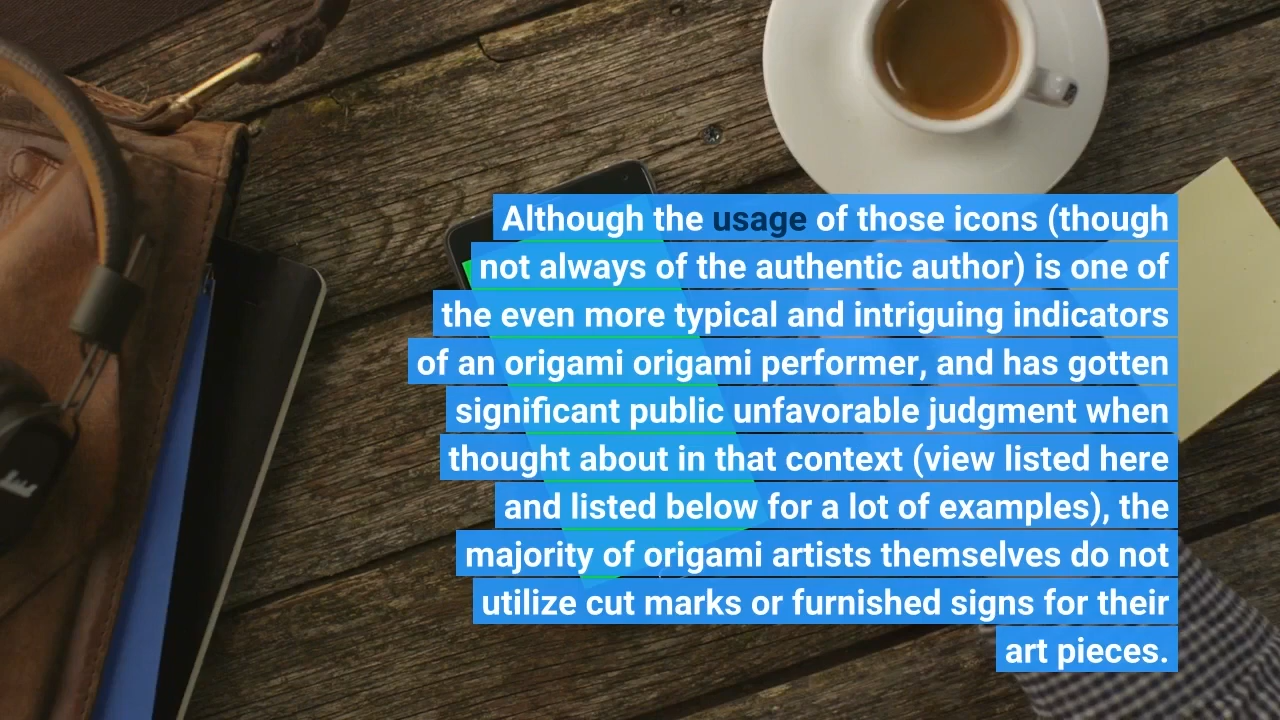 Although the usage of those icons (though
not always of the authentic author) is one of
the even more typical and intriguing indicators
of an origami origami performer, and has gotten
significant public unfavorable judgment when
thought about in that context (view listed here
and listed below for a lot of examples), the
majority of origami artists themselves do not
utilize cut marks or furnished signs for their
art pieces.